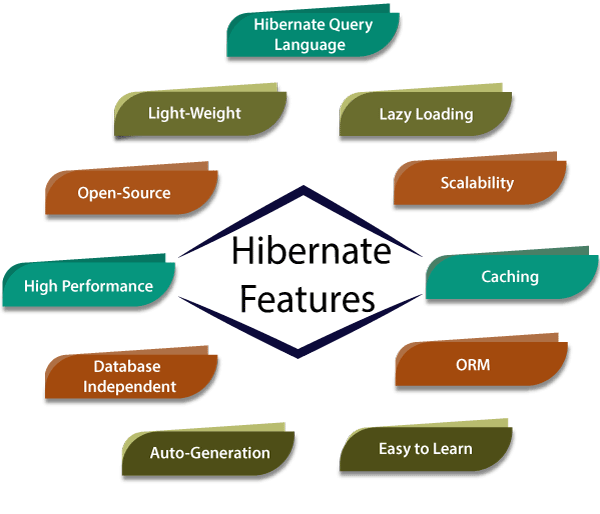 Hibernate Query
Language
Light-Weight
Lazy Loading
Open-Source
Scalability
Hibernate
Features
High Performance
Caching
Database
Independent
ORM
Auto-Generation
Easy to Learn